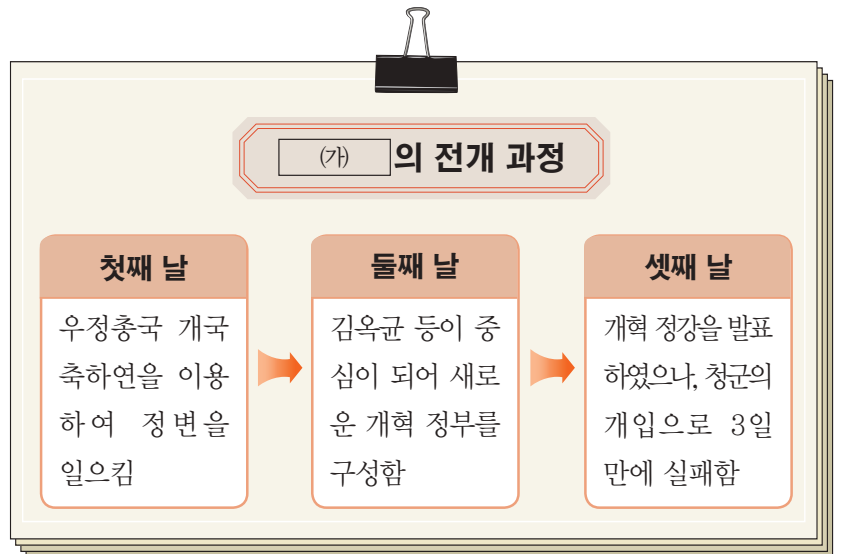 (가) 의 전개 과정
첫째 날
우정총국 개국
축하연을 이용
하여 정변을
일으킴
둘째 날
김옥균 등이 중
심이 되어 새로
운 개혁 정부를
구성함
셋째 날
개혁 정강을 발표
하였으나, 청군의
개입으로 3일
만에 실패함